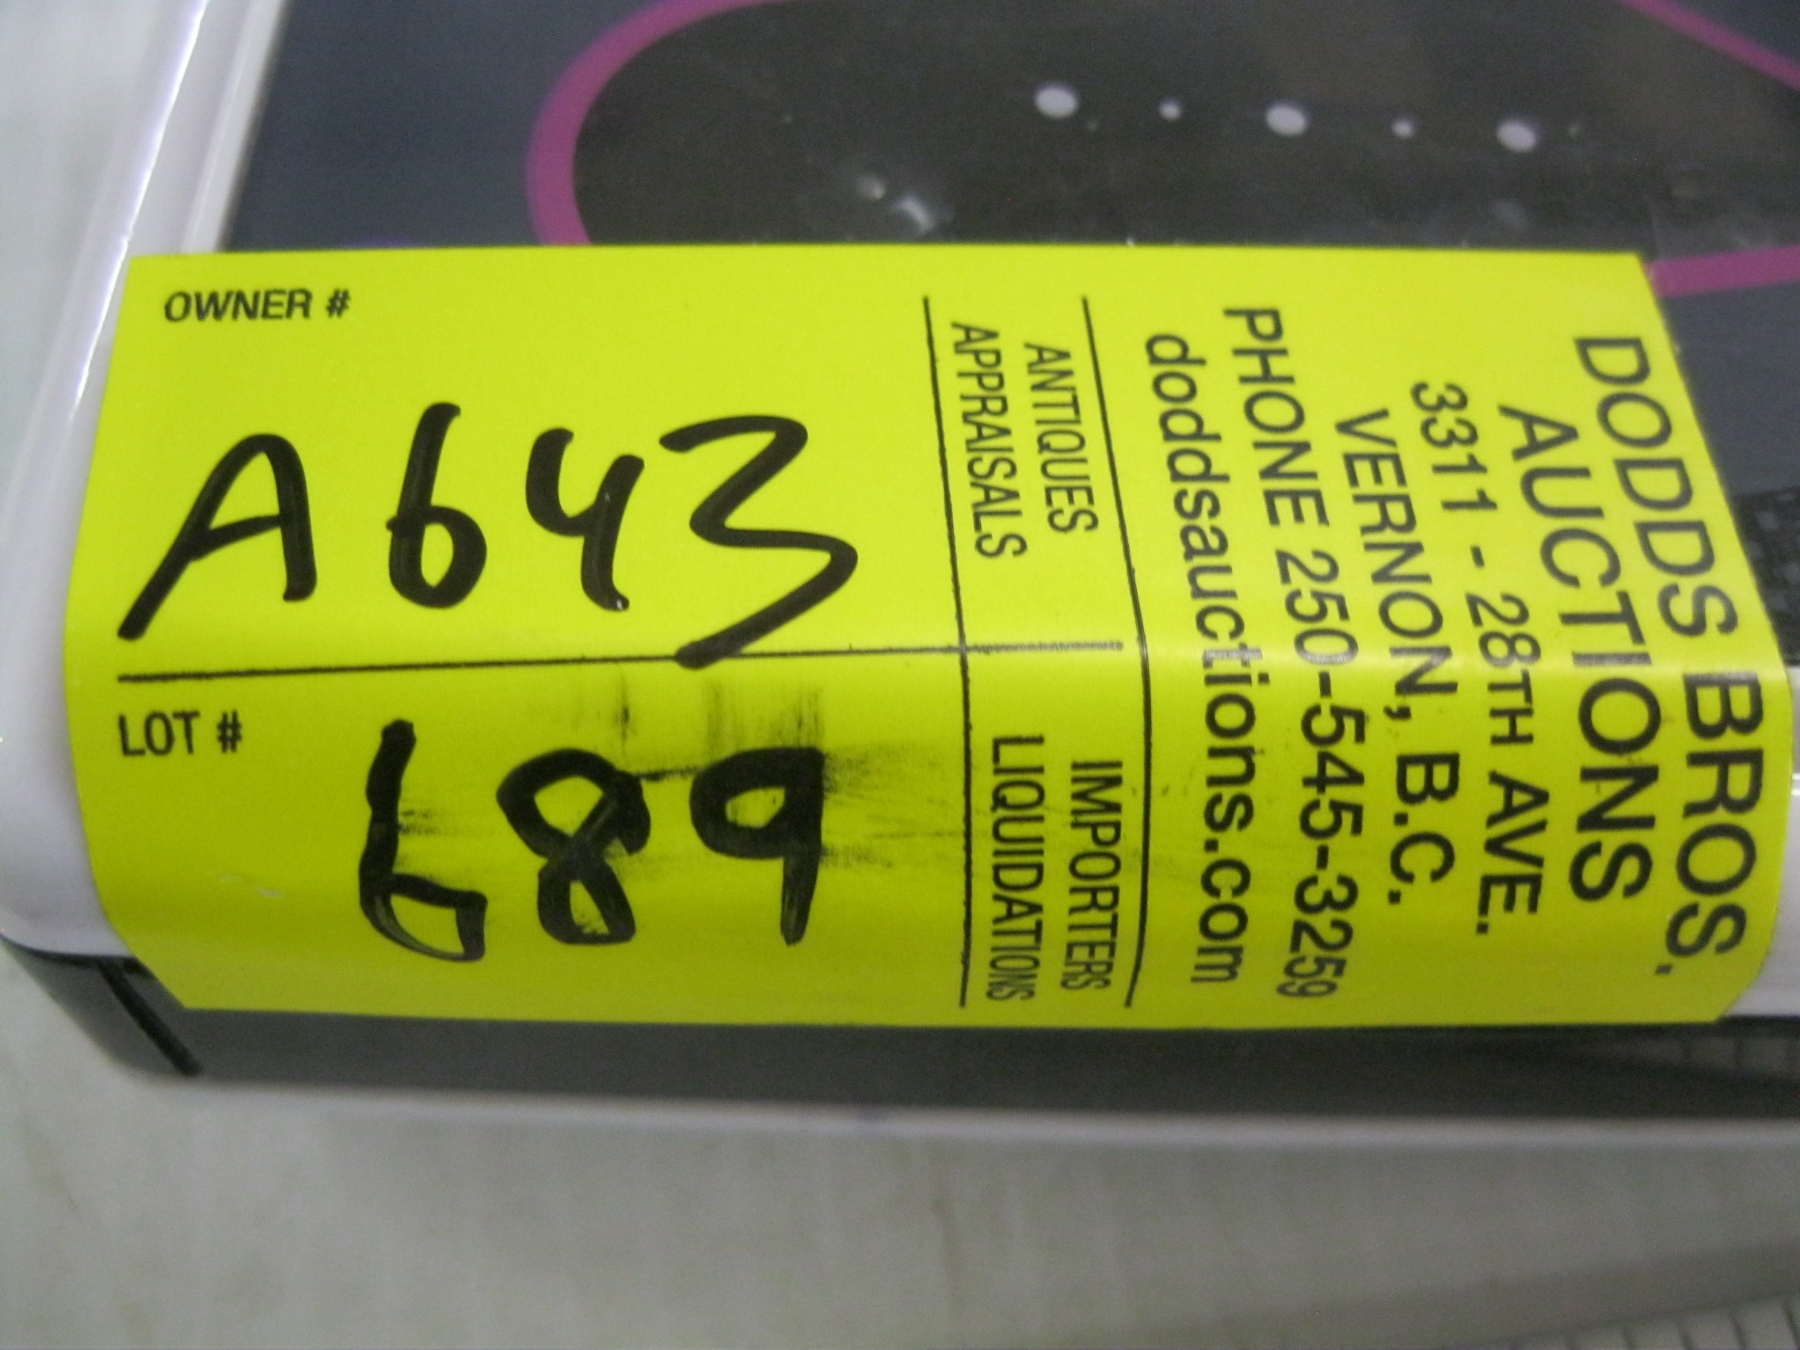 OWNER #
A643
LOT #
689
DODDS BROS.
AUCTIONS
3311 - 28TH AVE.
VERNON, B.C.
PHONE 250-545-3259
doddsauctions.com
ANTIQUES
APPRAISALS
IMPORTERS
LIQUIDATIONS